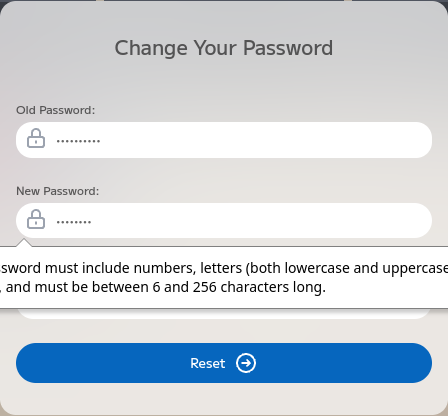 Change Your Password
Old Password:
••••••••••
New Password:
••••••••
sword must include numbers, letters (both lowercase and uppercase
, and must be between 6 and 256 characters long.
Reset